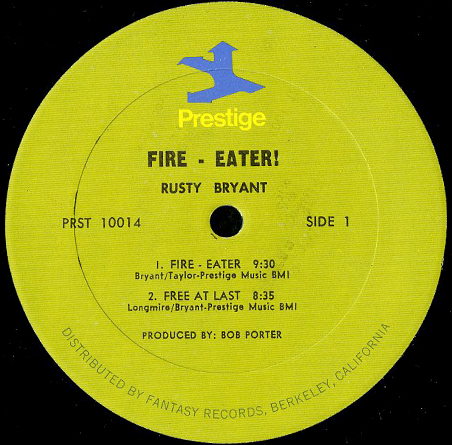 Prestige
FIRE - EATER!
RUSTY BRYANT
PRST 10014
SIDE 1
1. FIRE - EATER 9:30
Bryant/Taylor-Prestige Music BMI
2. FREE AT LAST 8:35
Longmire/Bryant-Prestige Music BMI
PRODUCED BY: BOB PORTER
DISTRIBUTED BY FANTASY RECORDS, BERKELEY, CALIFORNIA